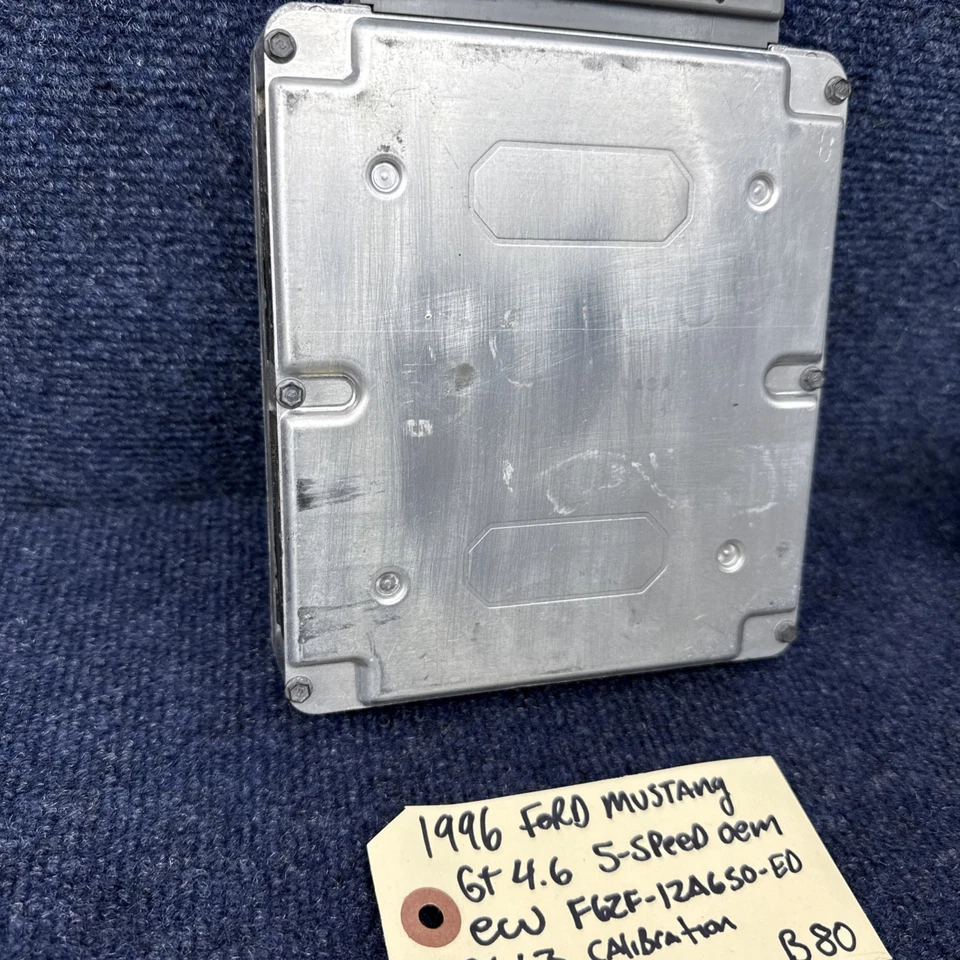 1996 FORD MUSTAng
Gt 4.6 5-SPEED oem
ecu F6ZF-12A650-ED
CAlibration B80